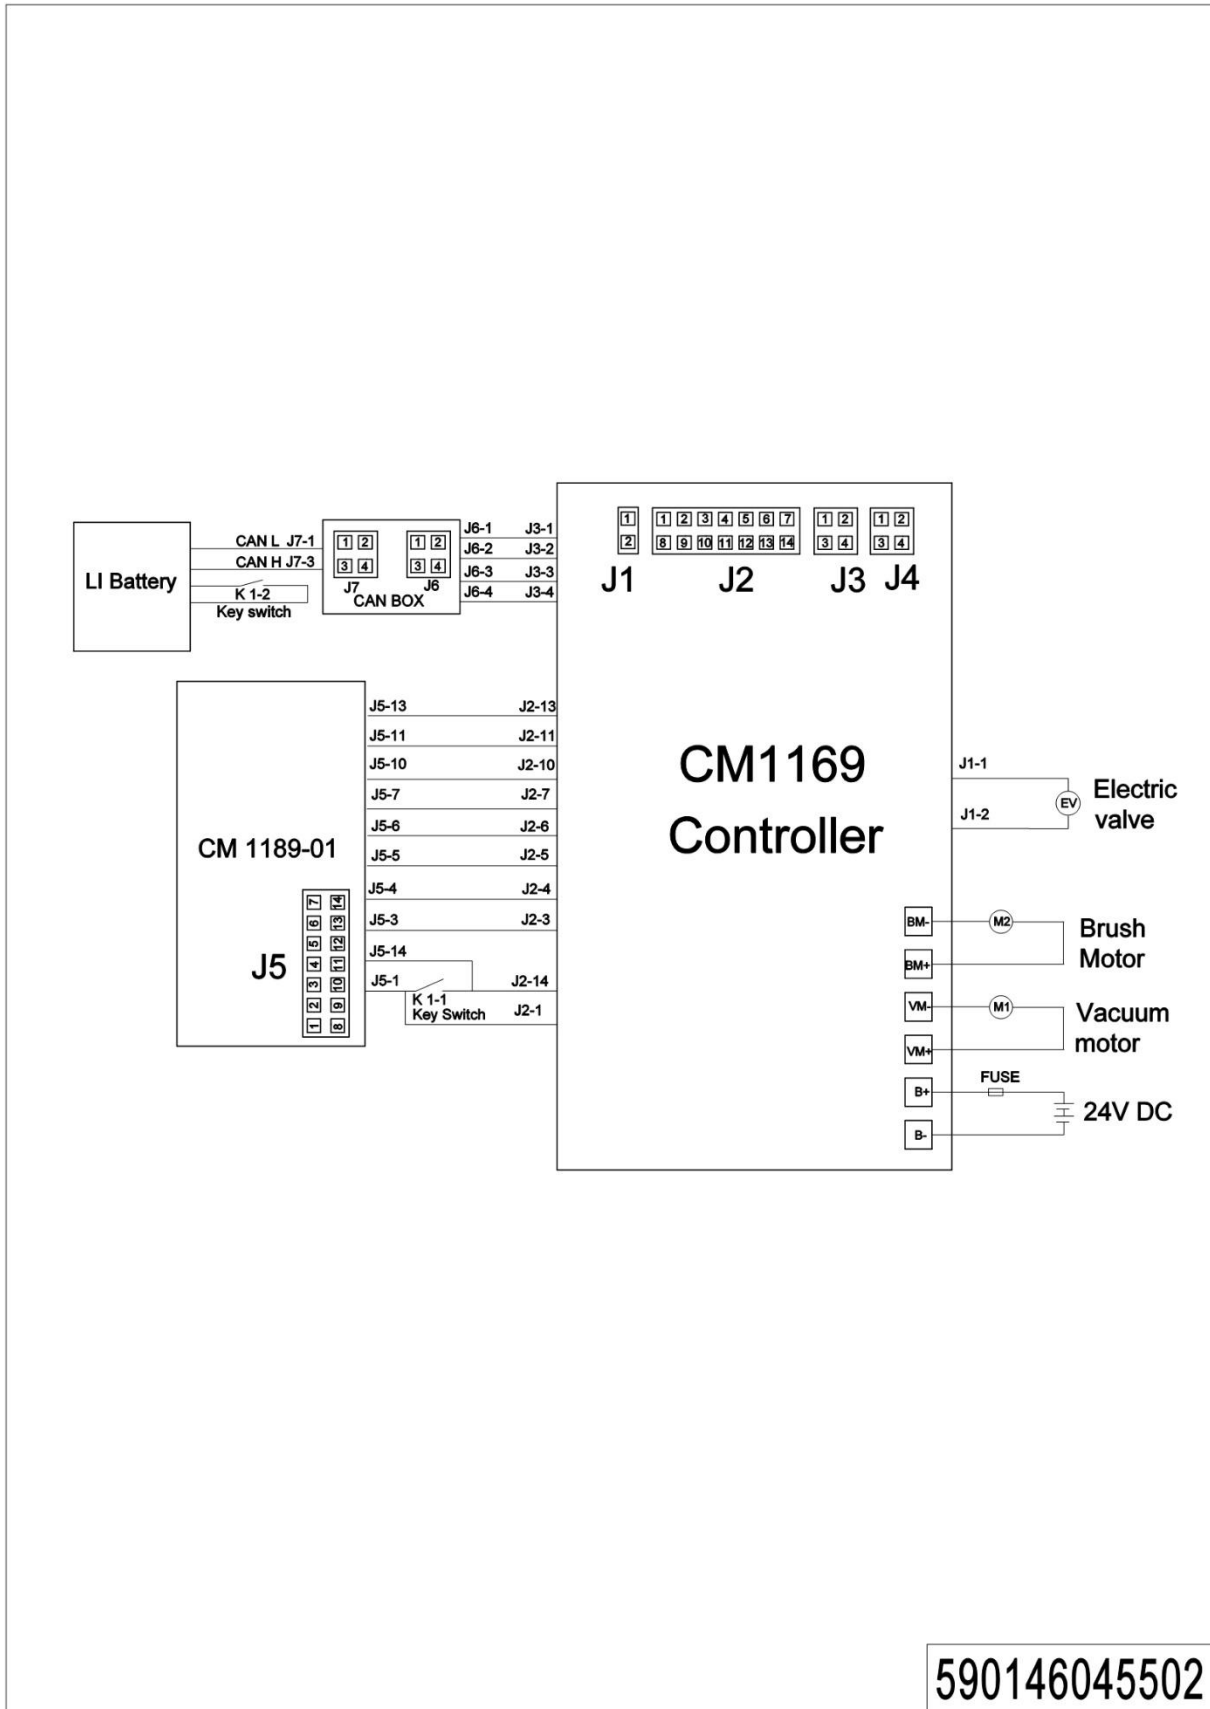 LI Battery
CAN L J7-1
CAN H J7-3
K 1-2
Key switch
1 2
3 4
J7
1 2
3 4
J6
CAN BOX
J6-1 J3-1
J6-2 J3-2
J6-3 J3-3
J6-4 J3-4
1
2
J1
1 2 3 4 5 6 7
8 9 10 11 12 13 14
J2
1 2
3 4
J3
1 2
3 4
J4
CM1169
Controller
CM 1189-01
J5
7 14
6 13
5 12
4 11
3 10
2 9
1 8
J5-13 J2-13
J5-11 J2-11
J5-10 J2-10
J5-7 J2-7
J5-6 J2-6
J5-5 J2-5
J5-4 J2-4
J5-3 J2-3
J5-14
J5-1 J2-14
K 1-1
Key Switch
J2-1
J1-1
J1-2
EV
Electric
valve
BM-
M2
BM+
Brush
Motor
VM-
M1
VM+
Vacuum
motor
B+
FUSE
B-
24V DC
590146045502